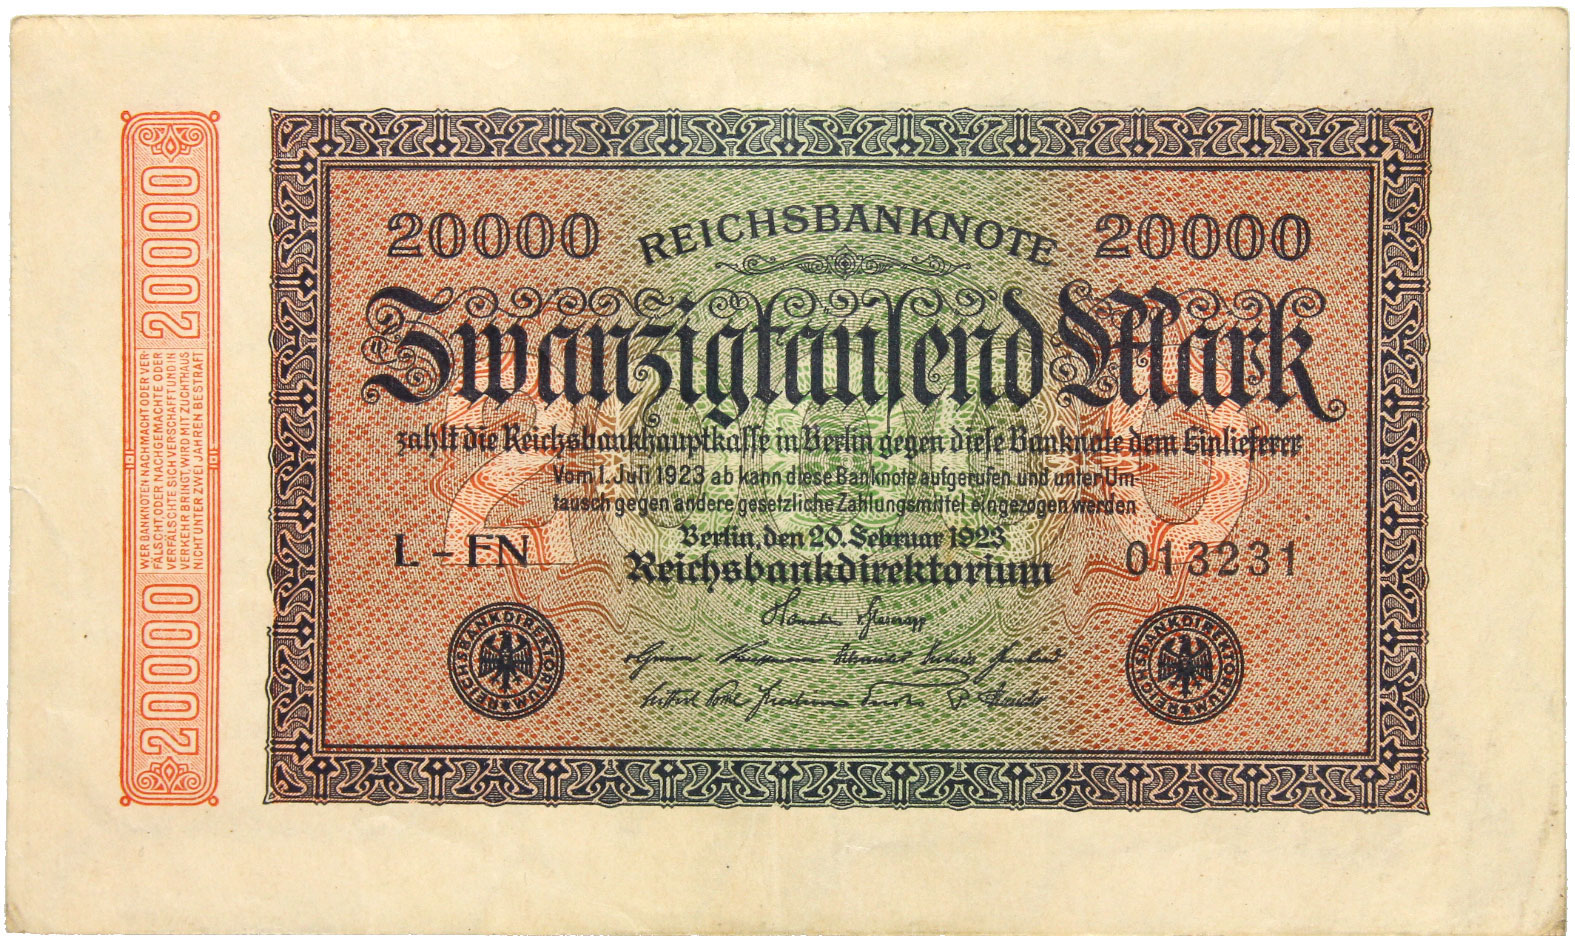 20000
WER BANKNOTEN NACHMACHT ODER VER-
FÄLSCHT ODER NACHGEMACHTE ODER
VERFÄLSCHTE SICH VERSCHAFFT UND IN
VERKEHR BRINGT, WIRD MIT ZUCHTHAUS
NICHT UNTER ZWEI JAHREN BESTRAFT
20000
20000 REICHSBANKNOTE 20000
Zwanzigtausend Mark
zahlt die Reichsbankhauptkasse in Berlin gegen diese Banknote dem Einlieferer
Vom 1. Juli 1923 ab kann diese Banknote aufgerufen und unter Um-
tausch gegen andere gesetzliche Zahlungsmittel eingezogen werden
Berlin, den 20. Februar 1923
L - FN 013231
Reichsbankdirektorium
REICHSBANKDIREKTORIUM
REICHSBANKDIREKTORIUM